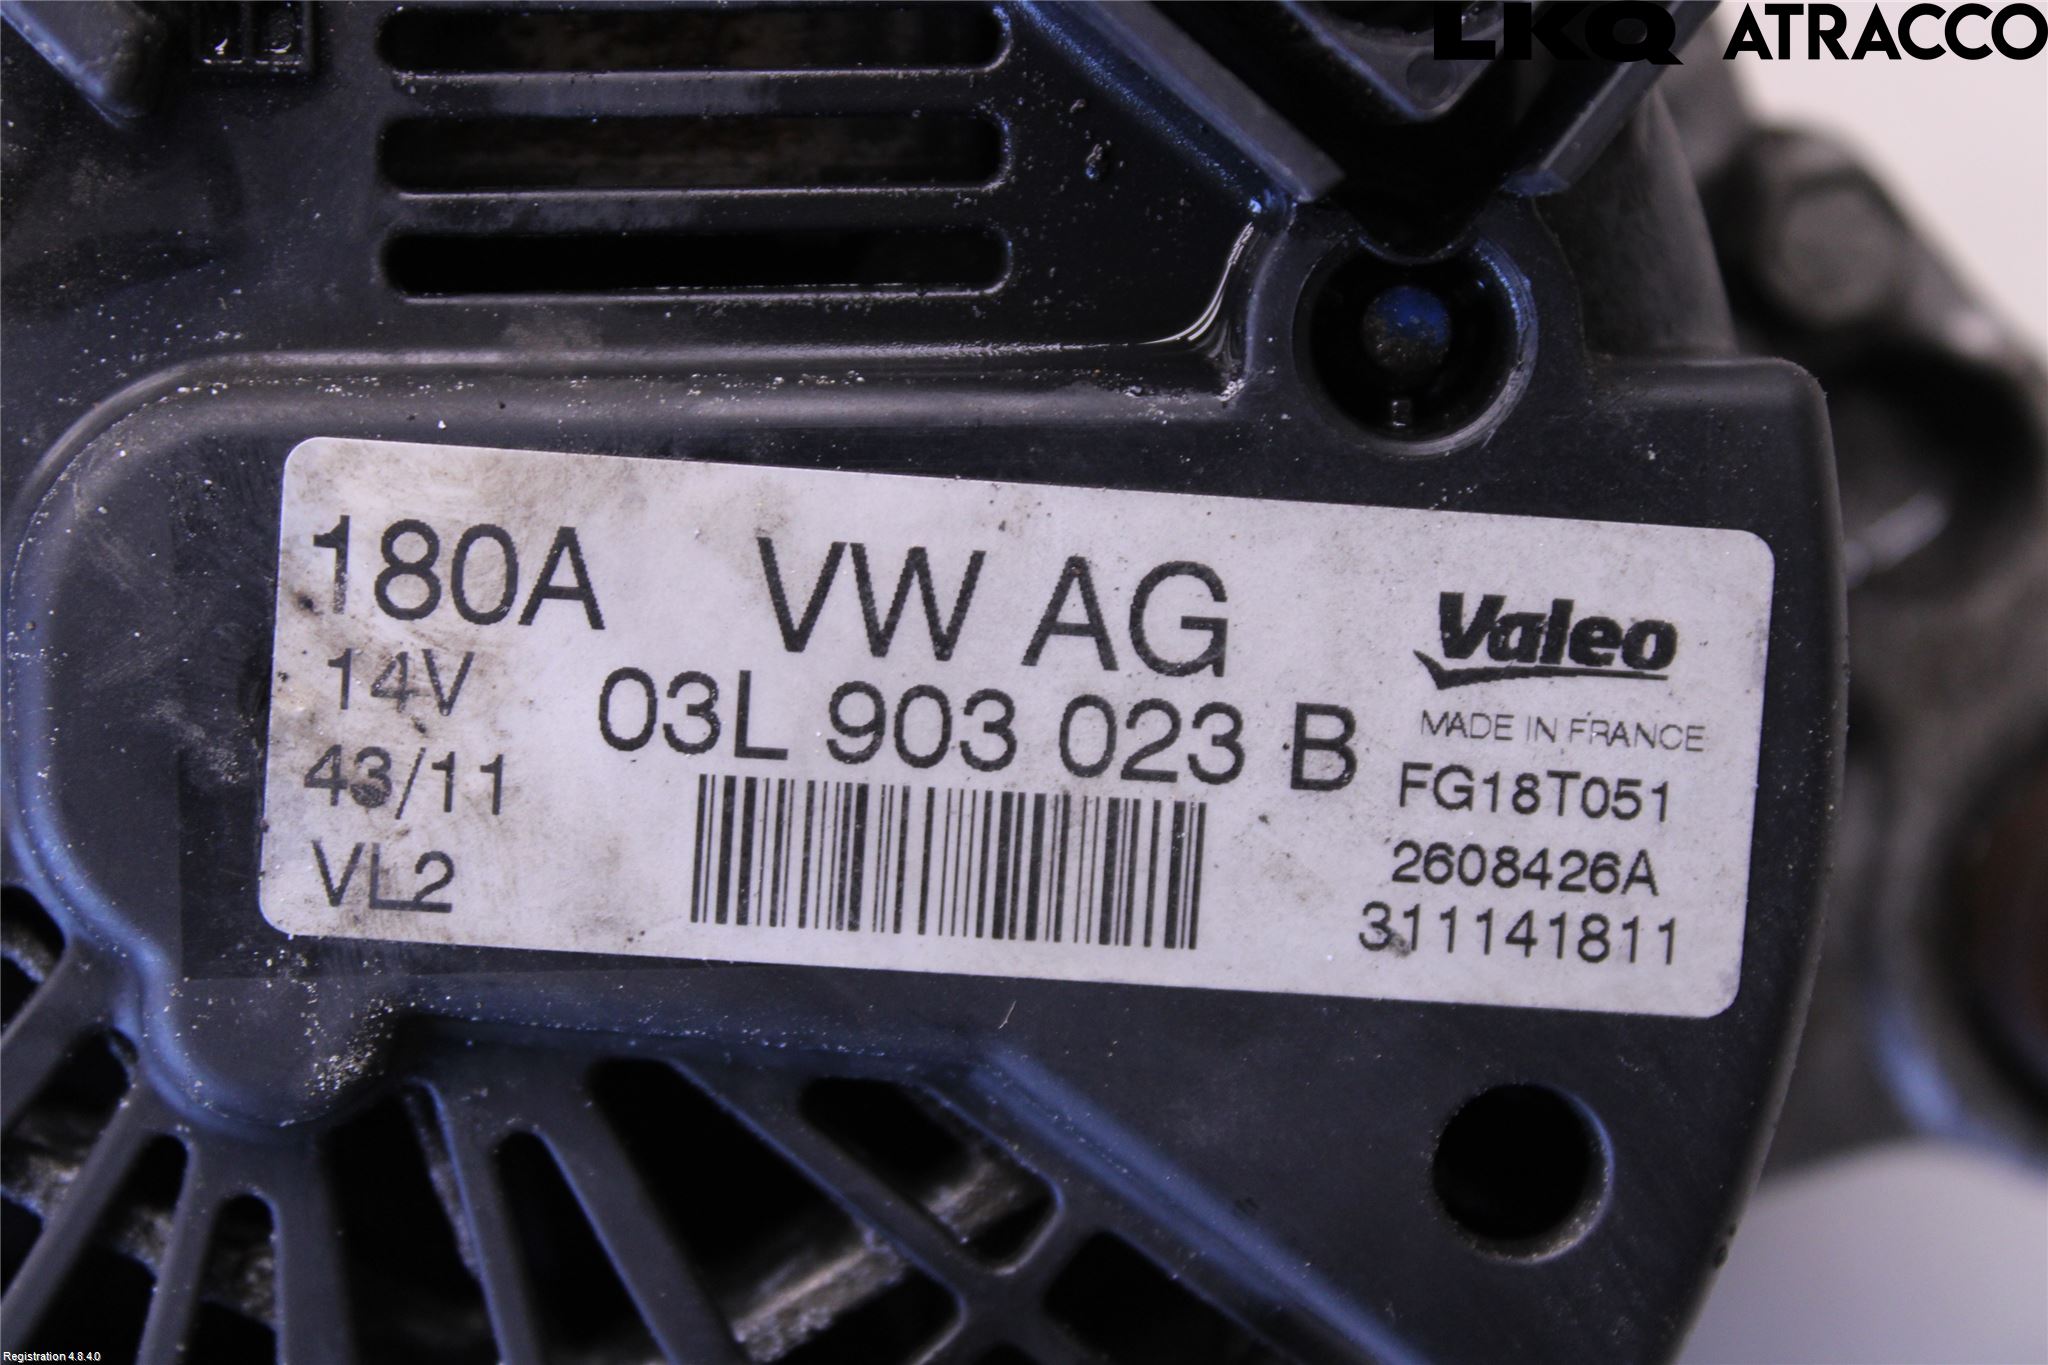 LKQ ATRACCO
180A
14V
43/11
VL2
VW AG
03L 903 023 B
Valeo
MADE IN FRANCE
FG18T051
2608426A
311141811
Registration 4.8.4.0